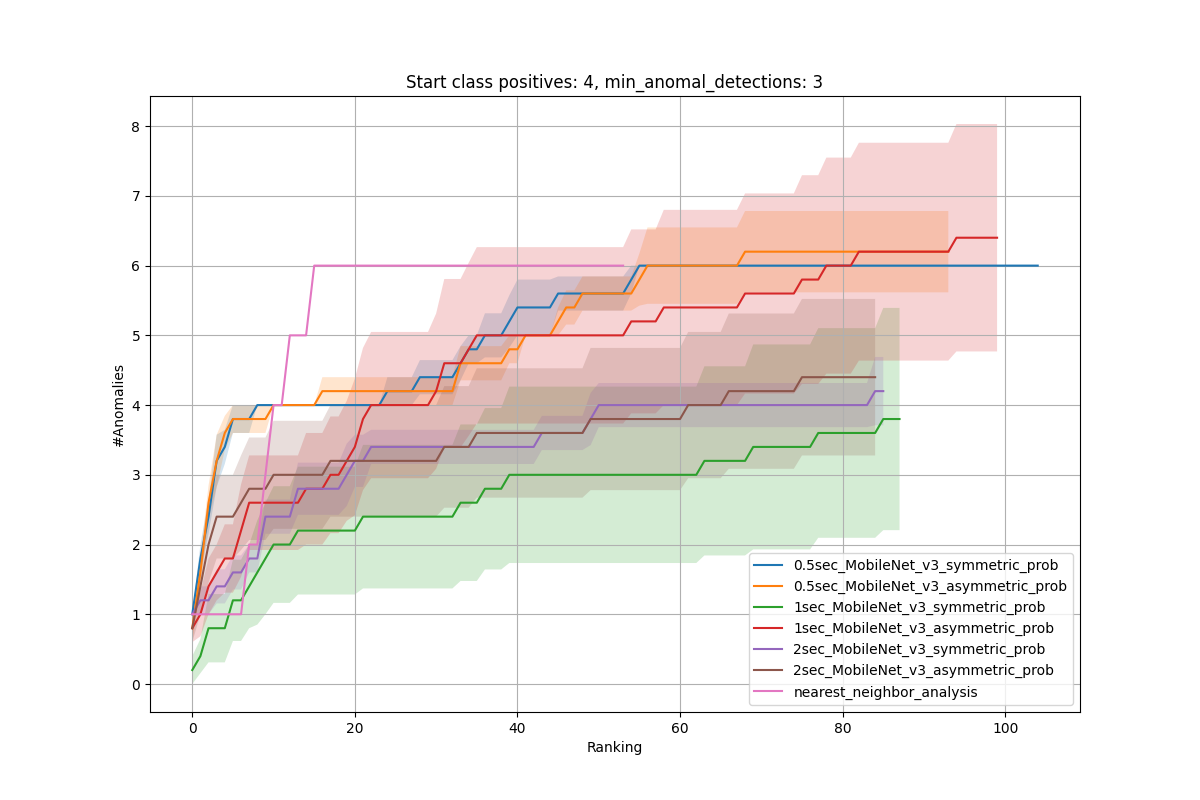 Start class positives: 4, min_anomal_detections: 3
8
7
6
5
4
3
2
1
0
#Anomalies
0.5sec_MobileNet_v3_symmetric_prob
0.5sec_MobileNet_v3_asymmetric_prob
1sec_MobileNet_v3_symmetric_prob
1sec_MobileNet_v3_asymmetric_prob
2sec_MobileNet_v3_symmetric_prob
2sec_MobileNet_v3_asymmetric_prob
nearest_neighbor_analysis
0 20 40 60 80 100
Ranking